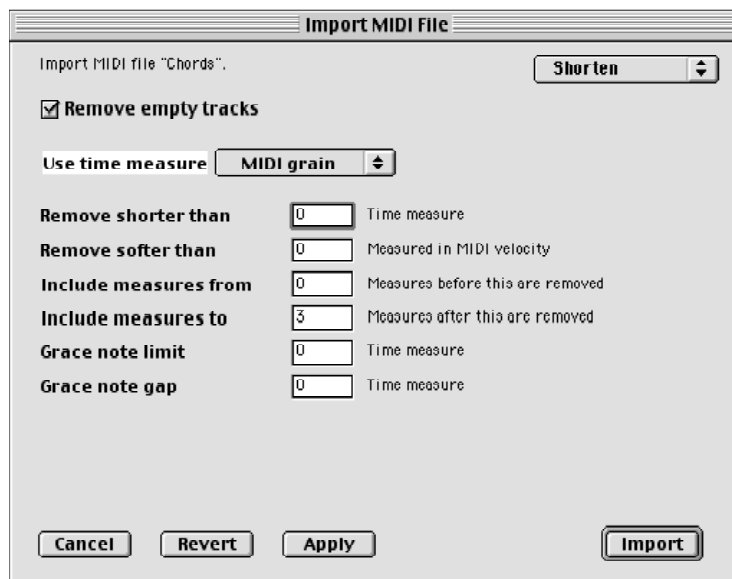 Import MIDI File
Import MIDI file "Chords".
Shorten
Remove empty tracks
Use time measure MIDI grain
Remove shorter than 0 Time measure
Remove softer than 0 Measured in MIDI velocity
Include measures from 0 Measures before this are removed
Include measures to 3 Measures after this are removed
Grace note limit 0 Time measure
Grace note gap 0 Time measure
Cancel Revert Apply Import